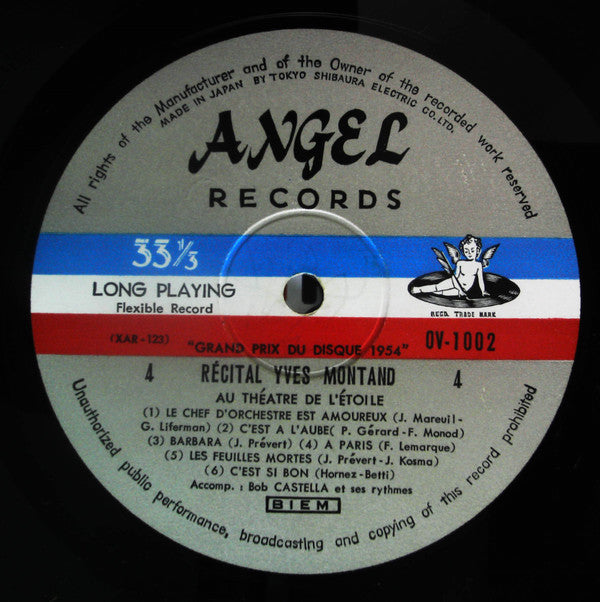 All rights of the Manufacturer and of the Owner of the recorded work reserved
MADE IN JAPAN BY TOKYO SHIBAURA ELECTRIC CO. LTD.
ANGEL
RECORDS
33 1/3
LONG PLAYING
Flexible Record
REGD. TRADE MARK
(XAR-123)
"GRAND PRIX DU DISQUE 1954"
OV-1002
4 RÉCITAL YVES MONTAND 4
AU THÉATRE DE L'ÉTOILE
(1) LE CHEF D'ORCHESTRE EST AMOUREUX (J. Mareuil-
G. Liferman) (2) C'EST A L'AUBE( P. Gérard-F. Monod)
(3) BARBARA (J. Prévert) (4) A PARIS (F. Lemarque)
(5) LES FEUILLES MORTES (J. Prévert-J. Kosma)
(6) C'EST SI BON (Hornez-Betti)
Accomp. : Bob CASTELLA et ses rythmes
BIEM
Unauthorized public performance, broadcasting and copying of this record prohibited